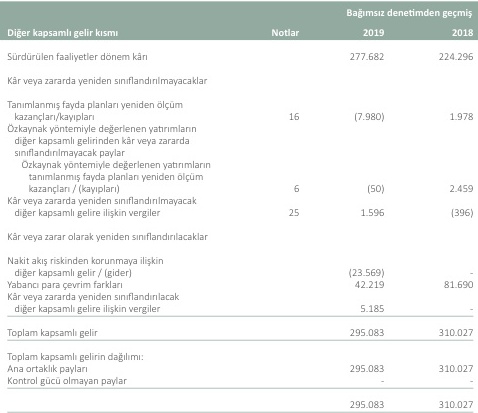 Bağımsız denetimden geçmiş
Diğer kapsamlı gelir kısmı Notlar 2019 2018
Sürdürülen faaliyetler dönem kârı 277.682 224.296
Kâr veya zararda yeniden sınıflandırılmayacaklar
Tanımlanmış fayda planları yeniden ölçüm
kazançları/kayıpları 16 (7.980) 1.978
Özkaynak yöntemiyle değerlenen yatırımların
diğer kapsamlı gelirinden kâr veya zararda
sınıflandırılmayacak paylar
Özkaynak yöntemiyle değerlenen yatırımların
tanımlanmış fayda planları yeniden ölçüm
kazançları / (kayıpları) 6 (50) 2.459
Kâr veya zararda yeniden sınıflandırılmayacak
diğer kapsamlı gelire ilişkin vergiler 25 1.596 (396)
Kâr veya zarar olarak yeniden sınıflandırılacaklar
Nakit akış riskinden korunmaya ilişkin
diğer kapsamlı gelir / (gider) (23.569) -
Yabancı para çevrim farkları 42.219 81.690
Kâr veya zararda yeniden sınıflandırılacak
diğer kapsamlı gelire ilişkin vergiler 5.185 -
Toplam kapsamlı gelir 295.083 310.027
Toplam kapsamlı gelirin dağılımı:
Ana ortaklık payları 295.083 310.027
Kontrol gücü olmayan paylar - -
295.083 310.027